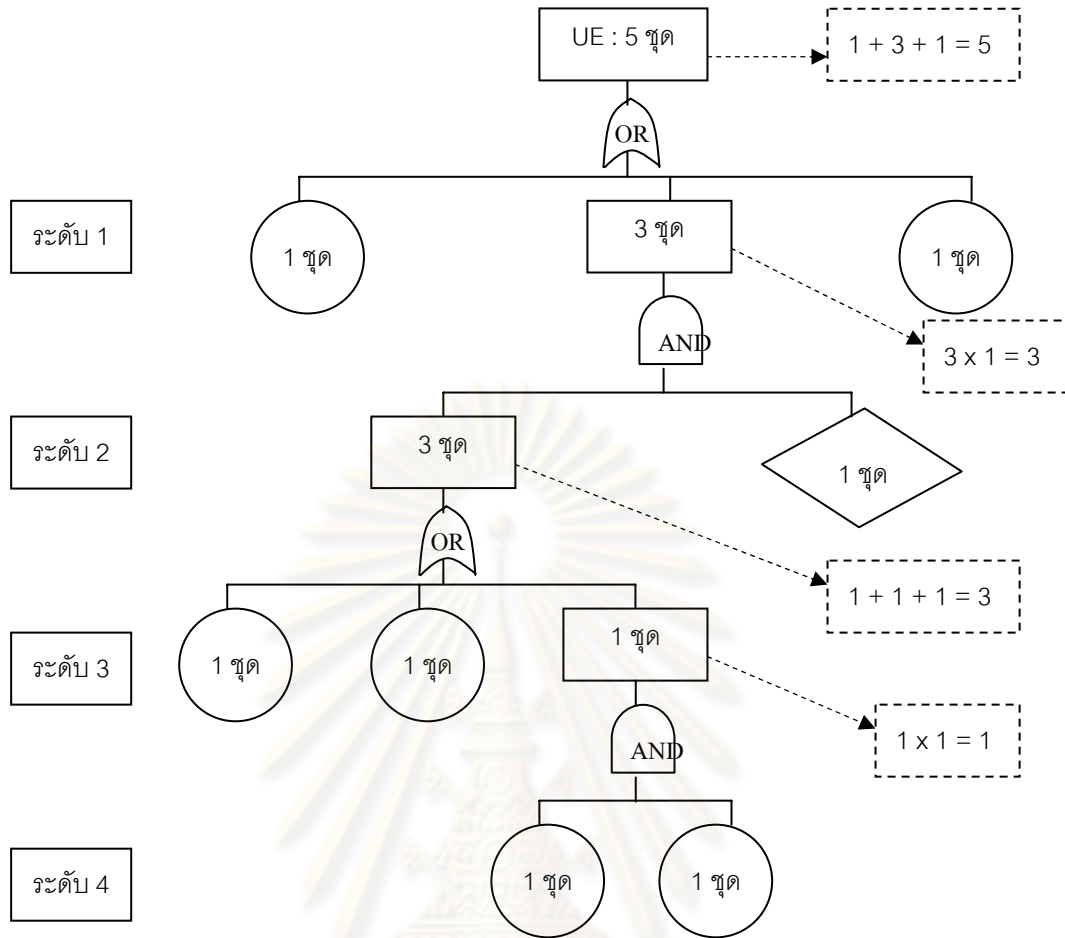 UE : 5 ชุด
1 + 3 + 1 = 5
OR
ระดับ 1
1 ชุด
3 ชุด
1 ชุด
AND
3 x 1 = 3
ระดับ 2
3 ชุด
1 ชุด
OR
1 + 1 + 1 = 3
ระดับ 3
1 ชุด
1 ชุด
1 ชุด
1 x 1 = 1
AND
ระดับ 4
1 ชุด
1 ชุด